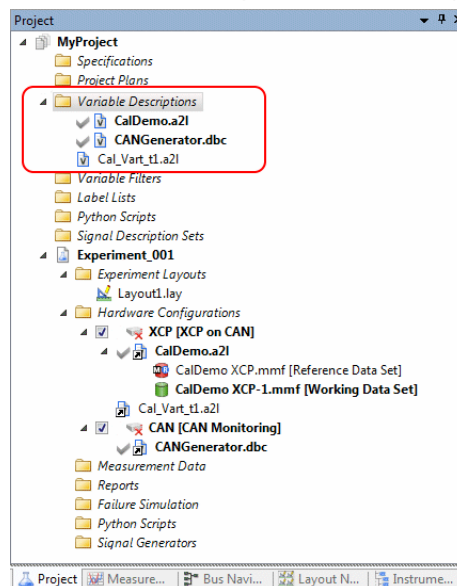 Project
MyProject
Specifications
Project Plans
Variable Descriptions
CalDemo.a2l
CANGenerator.dbc
Cal_Vart_t1.a2l
Variable Filters
Label Lists
Python Scripts
Signal Description Sets
Experiment_001
Experiment Layouts
Layout1.lay
Hardware Configurations
XCP [XCP on CAN]
CalDemo.a2l
CalDemo XCP.mmf [Reference Data Set]
CalDemo XCP-1.mmf [Working Data Set]
Cal_Vart_t1.a2l
CAN [CAN Monitoring]
CANGenerator.dbc
Measurement Data
Reports
Failure Simulation
Python Scripts
Signal Generators
Project Measure... Bus Navi... Layout N... Instrume...